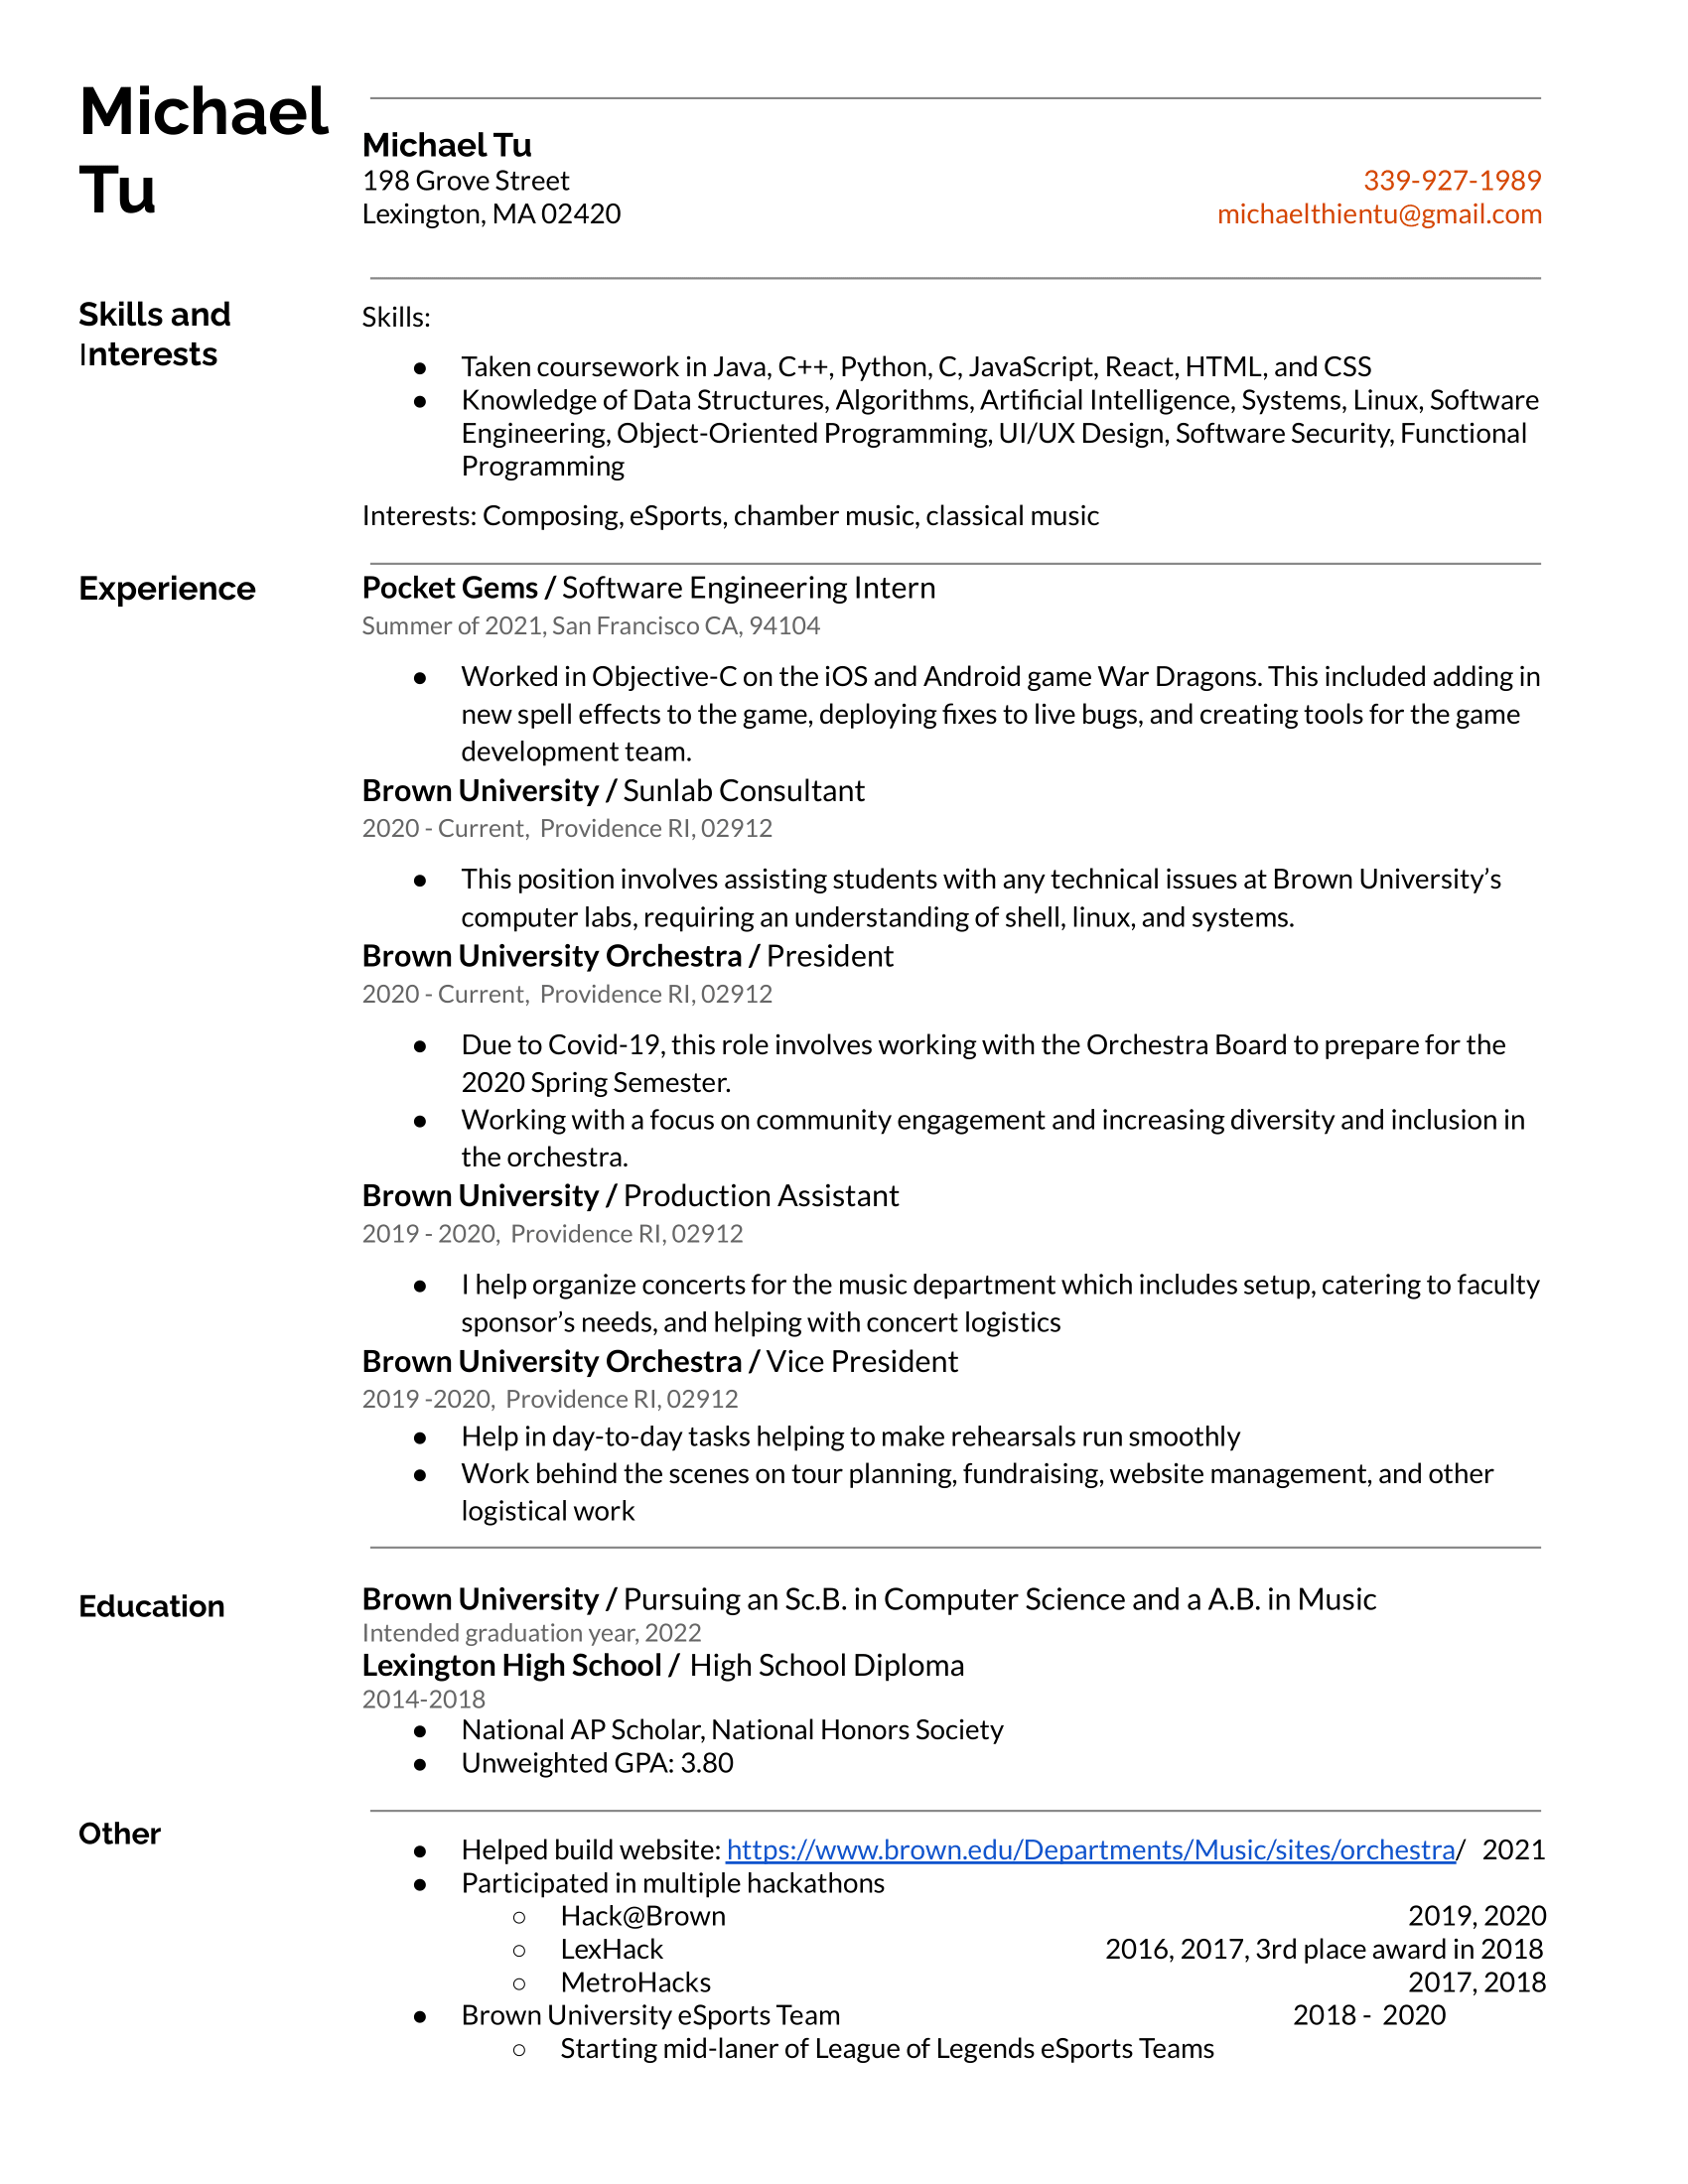 Michael
Tu
Michael Tu
198 Grove Street
339-927-1989
Lexington, MA 02420
michaelthientu@gmail.com
Skills and
Interests
Skills:
● Taken coursework in Java, C++, Python, C, JavaScript, React, HTML, and CSS
● Knowledge of Data Structures, Algorithms, Artificial Intelligence, Systems, Linux, Software
Engineering, Object-Oriented Programming, UI/UX Design, Software Security, Functional
Programming
Interests: Composing, eSports, chamber music, classical music
Experience
Pocket Gems / Software Engineering Intern
Summer of 2021, San Francisco CA, 94104
● Worked in Objective-C on the iOS and Android game War Dragons. This included adding in
new spell effects to the game, deploying fixes to live bugs, and creating tools for the game
development team.
Brown University / Sunlab Consultant
2020 - Current, Providence RI, 02912
● This position involves assisting students with any technical issues at Brown University’s
computer labs, requiring an understanding of shell, linux, and systems.
Brown University Orchestra / President
2020 - Current, Providence RI, 02912
● Due to Covid-19, this role involves working with the Orchestra Board to prepare for the
2020 Spring Semester.
● Working with a focus on community engagement and increasing diversity and inclusion in
the orchestra.
Brown University / Production Assistant
2019 - 2020, Providence RI, 02912
● I help organize concerts for the music department which includes setup, catering to faculty
sponsor’s needs, and helping with concert logistics
Brown University Orchestra / Vice President
2019 -2020, Providence RI, 02912
● Help in day-to-day tasks helping to make rehearsals run smoothly
● Work behind the scenes on tour planning, fundraising, website management, and other
logistical work
Education
Brown University / Pursuing an Sc.B. in Computer Science and a A.B. in Music
Intended graduation year, 2022
Lexington High School / High School Diploma
2014-2018
● National AP Scholar, National Honors Society
● Unweighted GPA: 3.80
Other
● Helped build website: https://www.brown.edu/Departments/Music/sites/orchestra/ 2021
● Participated in multiple hackathons
○ Hack@Brown 2019, 2020
○ LexHack 2016, 2017, 3rd place award in 2018
○ MetroHacks 2017, 2018
● Brown University eSports Team 2018 - 2020
○ Starting mid-laner of League of Legends eSports Teams